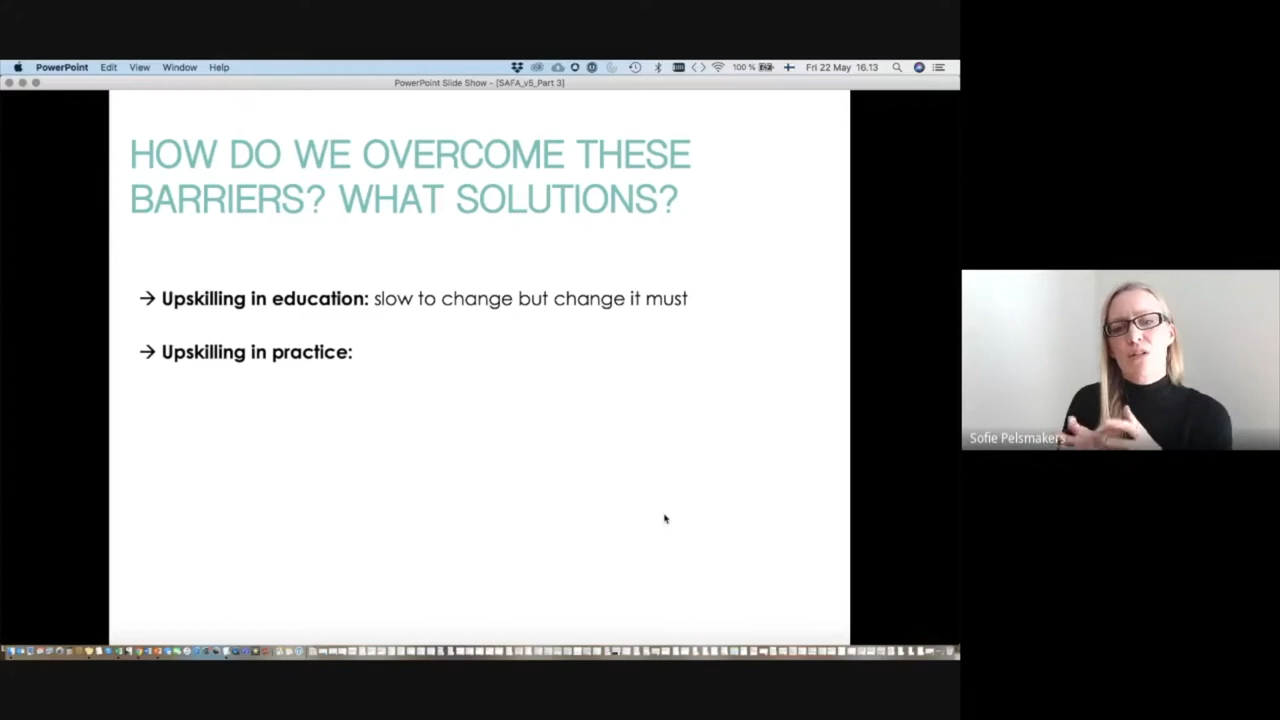 PowerPoint Edit View Window Help 100 % Fri 22 May 16.13
PowerPoint Slide Show - [SAFA_v5_Part 3]
HOW DO WE OVERCOME THESE
BARRIERS? WHAT SOLUTIONS?
→ Upskilling in education: slow to change but change it must
→ Upskilling in practice:
Sofie Pelsmakers